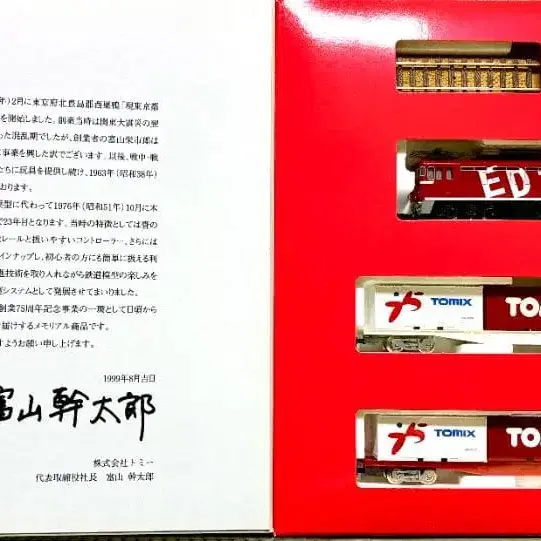 年)2月に東京府北豊島郡西巣鴨「現東京都
を開始しました。創業当時は関東大震災の翌
った混乱期でしたが、創業者の富山栄市郎は
事業を興した訳でございます。以後、戦中・戦
たちに玩具を提供し続け、1963年(昭和38年)
おります。
模型に代わって1976年(昭和51年)10月に本
で23年目となります。当時の特徴としては畳の
レールと扱いやすいコントローラー、さらには
インナップし、初心者の方にも簡単に扱える利
進技術を取り入れながら鉄道模型の楽しみを
システムとして発展させてまいりました。
創業75周年記念事業の一環として日頃から
届けするメモリアル商品です。
すようお願い申し上げます。
1999年8月吉日
富山幹太郎
株式会社トミー
代表取締役社長 富山 幹太郎
ED
TOMIX
TO
TOMIX
TO